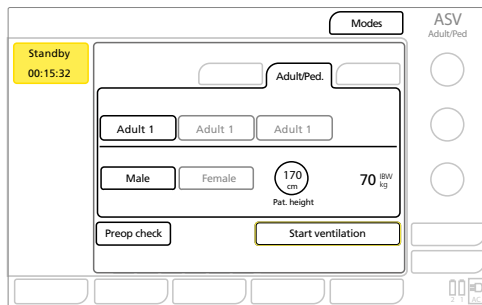 Modes
ASV
Adult/Ped
Standby
00:15:32
Adult/Ped.
Adult 1
Adult 1
Adult 1
Male
Female
170
cm
Pat. height
70 IBW
kg
Preop check
Start ventilation
2 1 AC